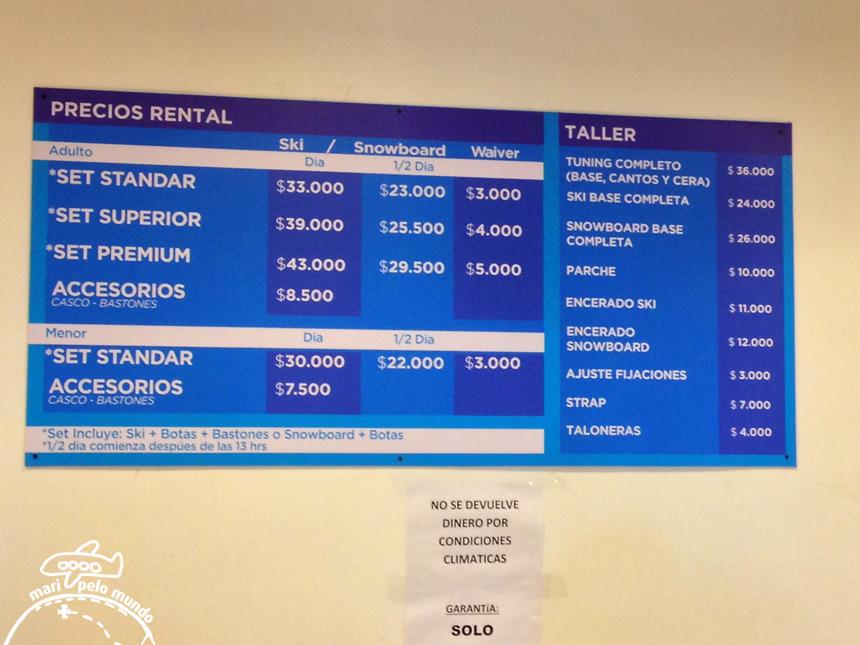 PRECIOS RENTAL
Ski / Snowboard Waiver
Adulto Dia 1/2 Dia
*SET STANDAR $33.000 $23.000 $3.000
*SET SUPERIOR $39.000 $25.500 $4.000
*SET PREMIUM $43.000 $29.500 $5.000
ACCESORIOS $8.500
CASCO - BASTONES
Menor Dia 1/2 Dia
*SET STANDAR $30.000 $22.000 $3.000
ACCESORIOS $7.500
CASCO - BASTONES
*Set Incluye: Ski + Botas + Bastones o Snowboard + Botas
*1/2 dia comienza despues de las 13 hrs
TALLER
TUNING COMPLETO
(BASE, CANTOS Y CERA) $36.000
SKI BASE COMPLETA $24.000
SNOWBOARD BASE
COMPLETA $26.000
PARCHE $10.000
ENCERADO SKI $11.000
ENCERADO
SNOWBOARD $12.000
AJUSTE FIJACIONES $3.000
STRAP $7.000
TALONERAS $4.000
NO SE DEVUELVE
DINERO POR
CONDICIONES
CLIMATICAS
GARANTíA:
SOLO
mari pelo mundo